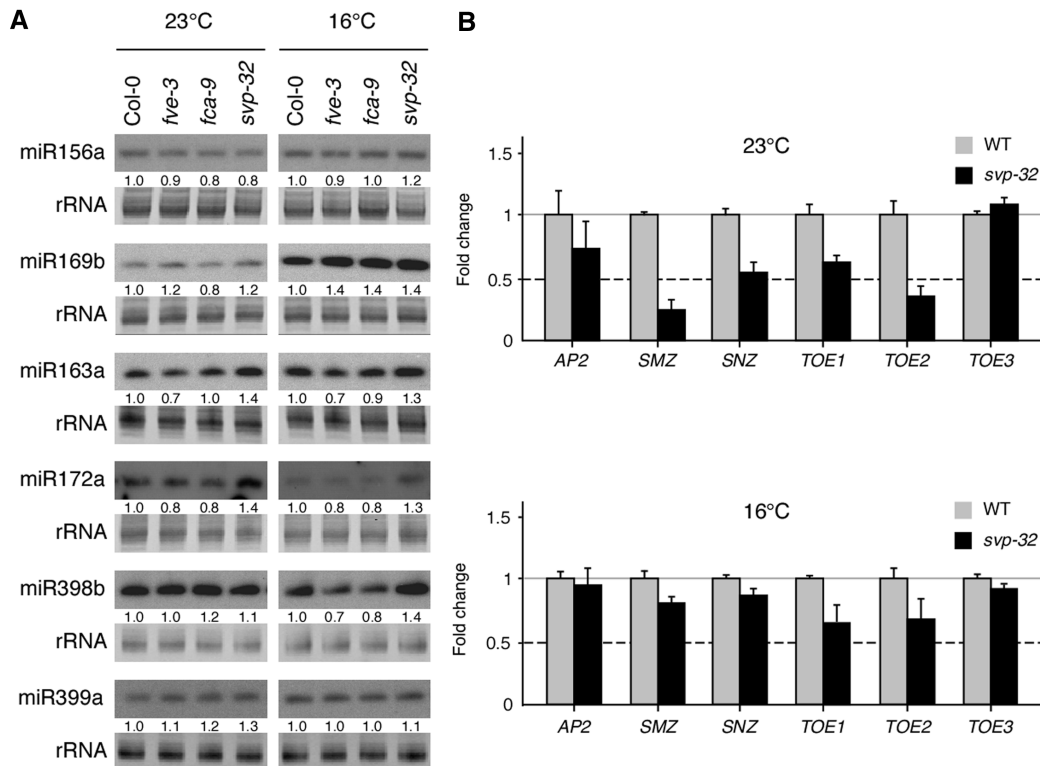 A
23°C 16°C
Col-0 fve-3 fca-9 svp-32 Col-0 fve-3 fca-9 svp-32
miR156a
1.0 0.9 0.8 0.8 1.0 0.9 1.0 1.2
rRNA
miR169b
1.0 1.2 0.8 1.2 1.0 1.4 1.4 1.4
rRNA
miR163a
1.0 0.7 1.0 1.4 1.0 0.7 0.9 1.3
rRNA
miR172a
1.0 0.8 0.8 1.4 1.0 0.8 0.8 1.3
rRNA
miR398b
1.0 1.0 1.2 1.1 1.0 0.7 0.8 1.4
rRNA
miR399a
1.0 1.1 1.2 1.3 1.0 1.0 1.0 1.1
rRNA
B
23°C
WT
svp-32
Fold change
1.5
1
0.5
0
AP2 SMZ SNZ TOE1 TOE2 TOE3
16°C
WT
svp-32
Fold change
1.5
1
0.5
0
AP2 SMZ SNZ TOE1 TOE2 TOE3